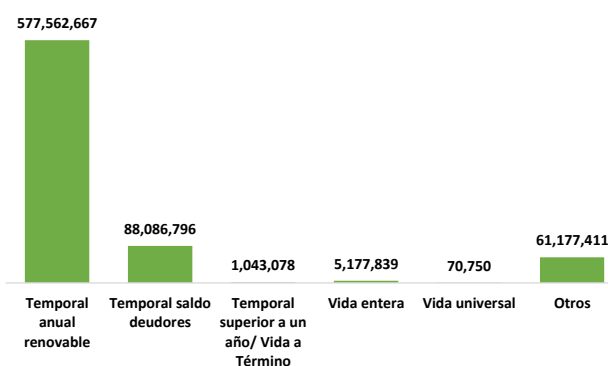 577,562,667
88,086,796
1,043,078
5,177,839
70,750
61,177,411
Temporal
anual
renovable
Temporal saldo
deudores
Temporal
superior a un
año/ Vida a
Término
Vida entera
Vida universal
Otros